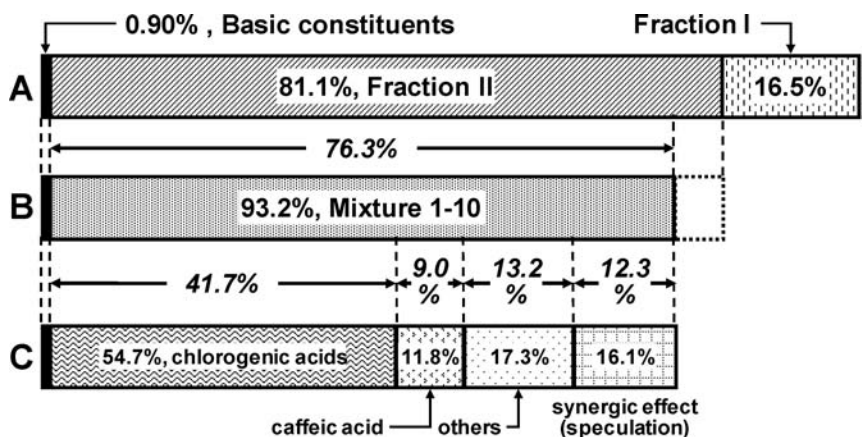 0.90% , Basic constituents
Fraction I
A
81.1%, Fraction II
16.5%
76.3%
B
93.2%, Mixture 1-10
41.7%
9.0
%
13.2
%
12.3
%
C
54.7%, chlorogenic acids
11.8%
17.3%
16.1%
caffeic acid
others
synergic effect
(speculation)